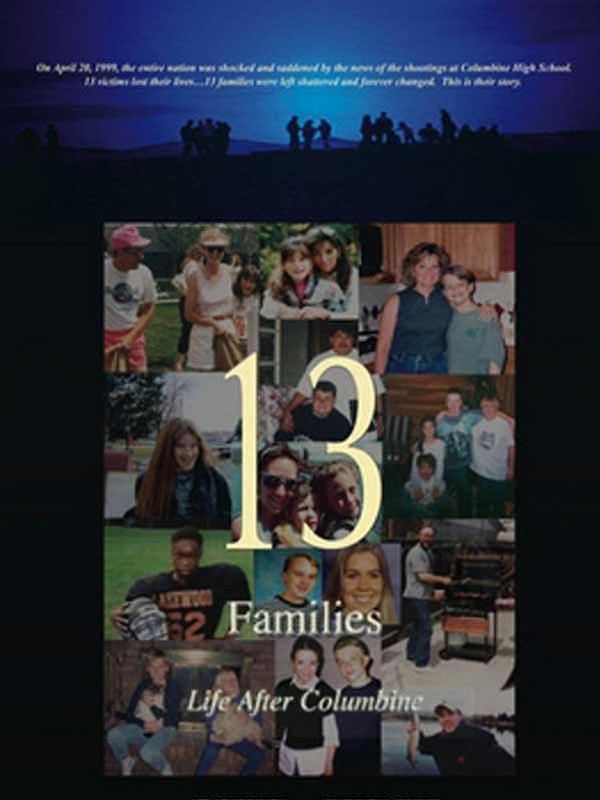 On April 20, 1999, the entire nation was shocked and saddened by the news of the shootings at Columbine High School.
13 victims lost their lives...13 families were left shattered and forever changed. This is their story.
13
52
Families
Life After Columbine